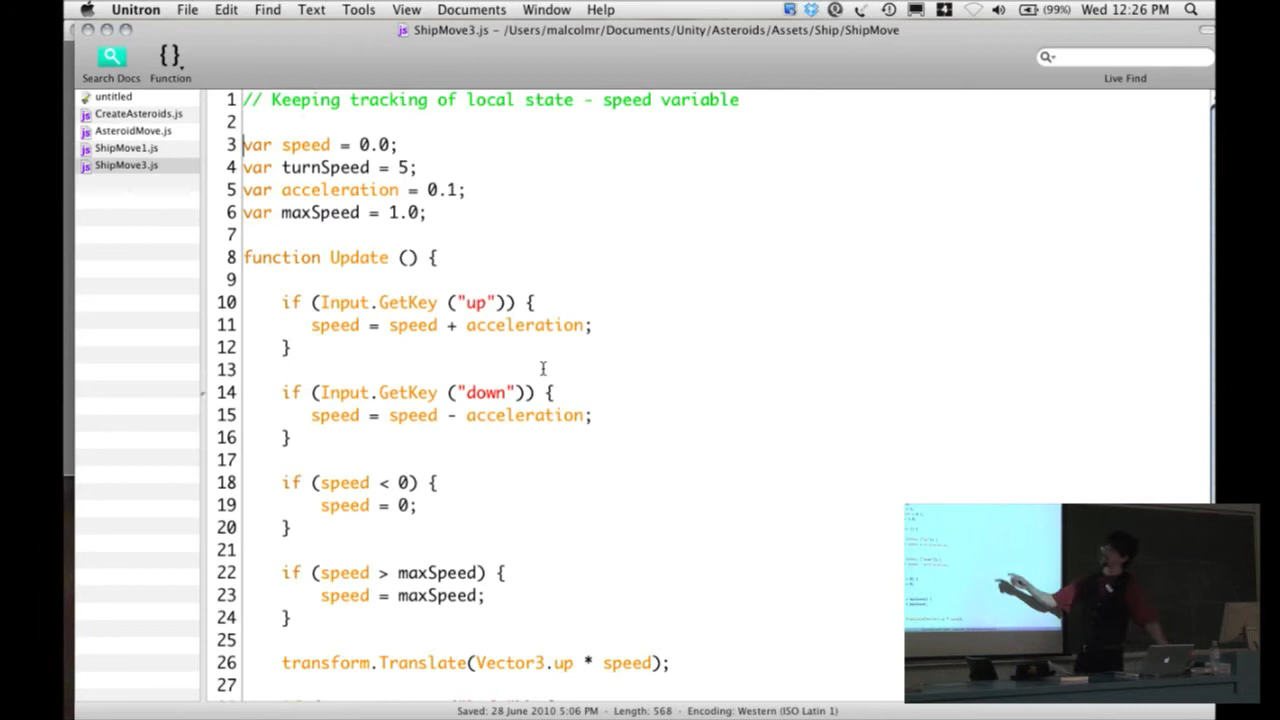 Unitron File Edit Find Text Tools View Documents Window Help (99%) Wed 12:26 PM
ShipMove3.js – /Users/malcolmr/Documents/Unity/Asteroids/Assets/Ship/ShipMove
Search Docs Function Live Find
untitled
CreateAsteroids.js
AsteroidMove.js
ShipMove1.js
ShipMove3.js
1 // Keeping tracking of local state - speed variable
2
3 var speed = 0.0;
4 var turnSpeed = 5;
5 var acceleration = 0.1;
6 var maxSpeed = 1.0;
7
8 function Update () {
9
10 if (Input.GetKey ("up")) {
11 speed = speed + acceleration;
12 }
13
14 if (Input.GetKey ("down")) {
15 speed = speed - acceleration;
16 }
17
18 if (speed < 0) {
19 speed = 0;
20 }
21
22 if (speed > maxSpeed) {
23 speed = maxSpeed;
24 }
25
26 transform.Translate(Vector3.up * speed);
27
Saved: 28 June 2010 5:06 PM Length: 568 Encoding: Western (ISO Latin 1)